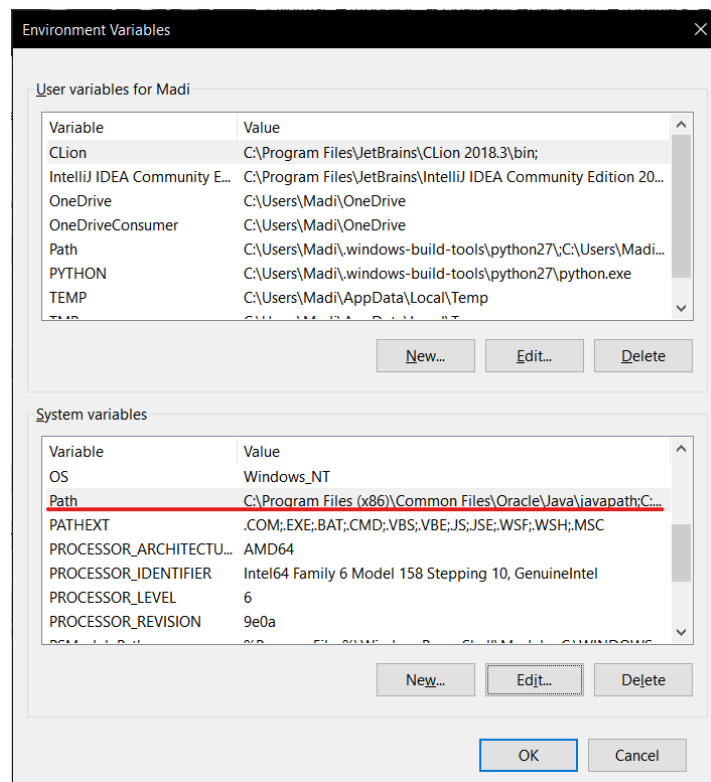 Environment Variables
User variables for Madi
Variable Value
CLion C:\Program Files\JetBrains\CLion 2018.3\bin;
IntelliJ IDEA Community E... C:\Program Files\JetBrains\IntelliJ IDEA Community Edition 20...
OneDrive C:\Users\Madi\OneDrive
OneDriveConsumer C:\Users\Madi\OneDrive
Path C:\Users\Madi\.windows-build-tools\python27\;C:\Users\Madi...
PYTHON C:\Users\Madi\.windows-build-tools\python27\python.exe
TEMP C:\Users\Madi\AppData\Local\Temp
New... Edit... Delete
System variables
Variable Value
OS Windows_NT
Path C:\Program Files (x86)\Common Files\Oracle\Java\javapath;C:...
PATHEXT .COM;.EXE;.BAT;.CMD;.VBS;.VBE;.JS;.JSE;.WSF;.WSH;.MSC
PROCESSOR_ARCHITECTU... AMD64
PROCESSOR_IDENTIFIER Intel64 Family 6 Model 158 Stepping 10, GenuineIntel
PROCESSOR_LEVEL 6
PROCESSOR_REVISION 9e0a
New... Edit... Delete
OK Cancel